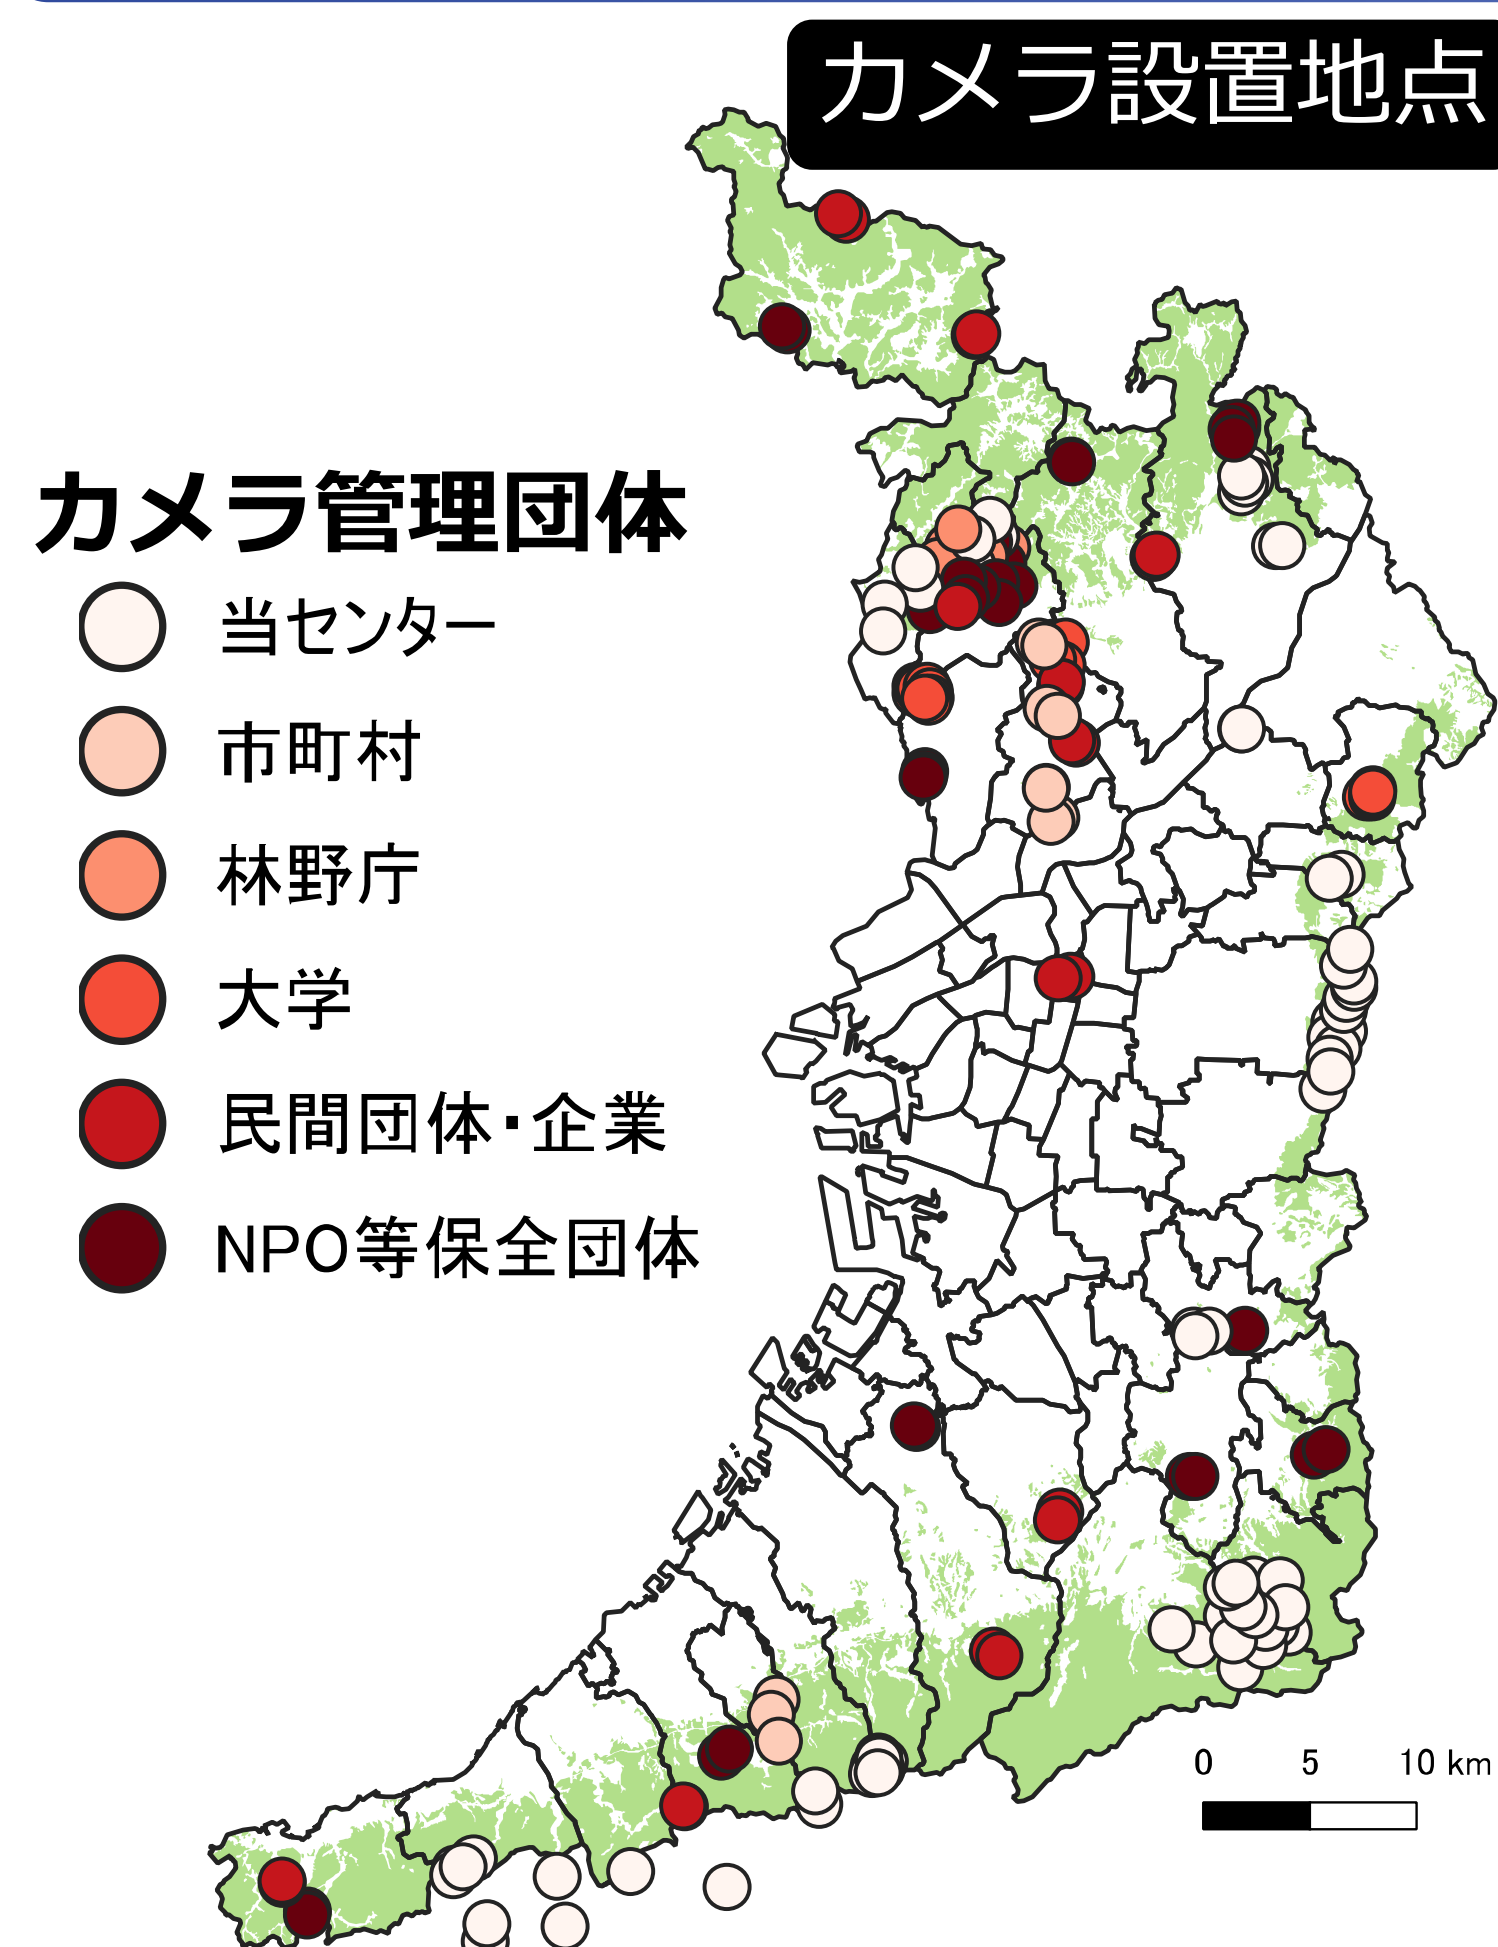 カメラ設置地点
カメラ管理団体
当センター
市町村
林野庁
大学
民間団体・企業
NPO等保全団体
0 5 10 km